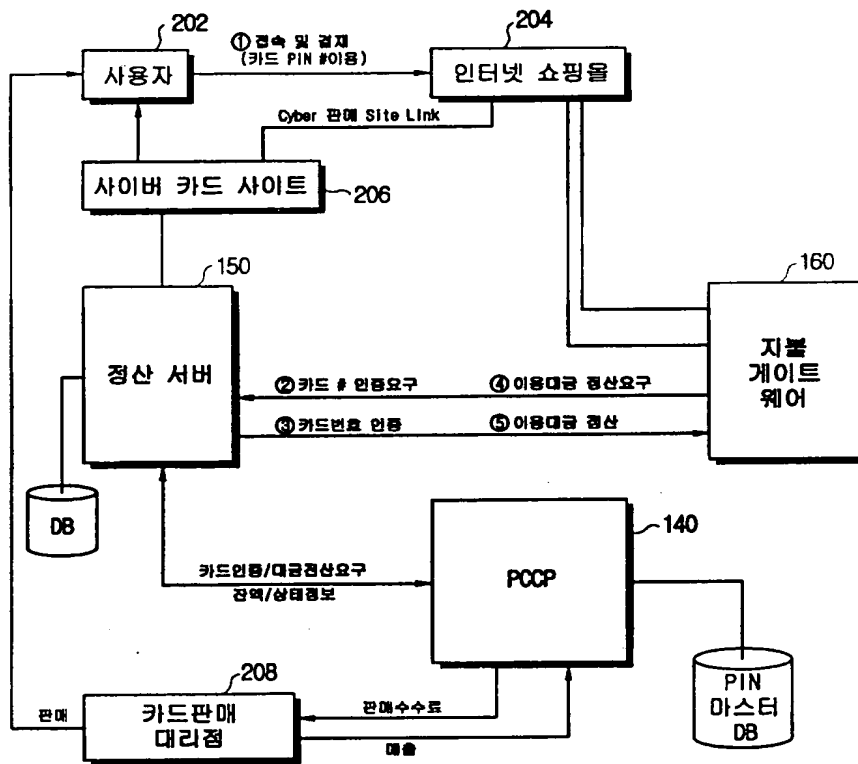 202
사용자
① 접속 및 결재
(카드 PIN #이용)
204
인터넷 쇼핑몰
Cyber 판매 Site Link
사이버 카드 사이트
206
150
정산 서버
160
지불
게이트
웨어
② 카드 # 인증요구
④ 이용대금 정산요구
③ 카드번호 인증
⑤ 이용대금 정산
DB
140
PCCP
카드인증/대금전산요구
잔액/상태정보
PIN
마스터
DB
208
카드판매
대리점
판매
판매수수료
매출